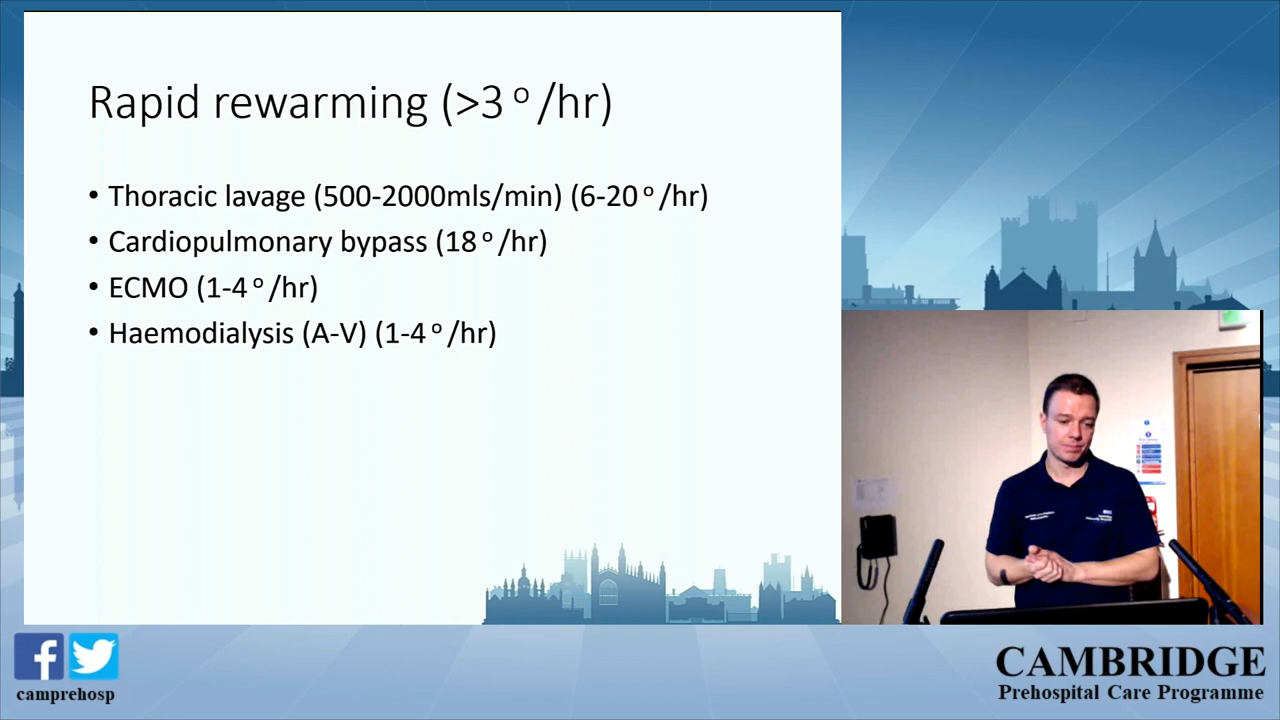 Rapid rewarming (>3 º /hr)
• Thoracic lavage (500-2000mls/min) (6-20 º /hr)
• Cardiopulmonary bypass (18 º /hr)
• ECMO (1-4 º /hr)
• Haemodialysis (A-V) (1-4 º /hr)
camprehosp
CAMBRIDGE
Prehospital Care Programme